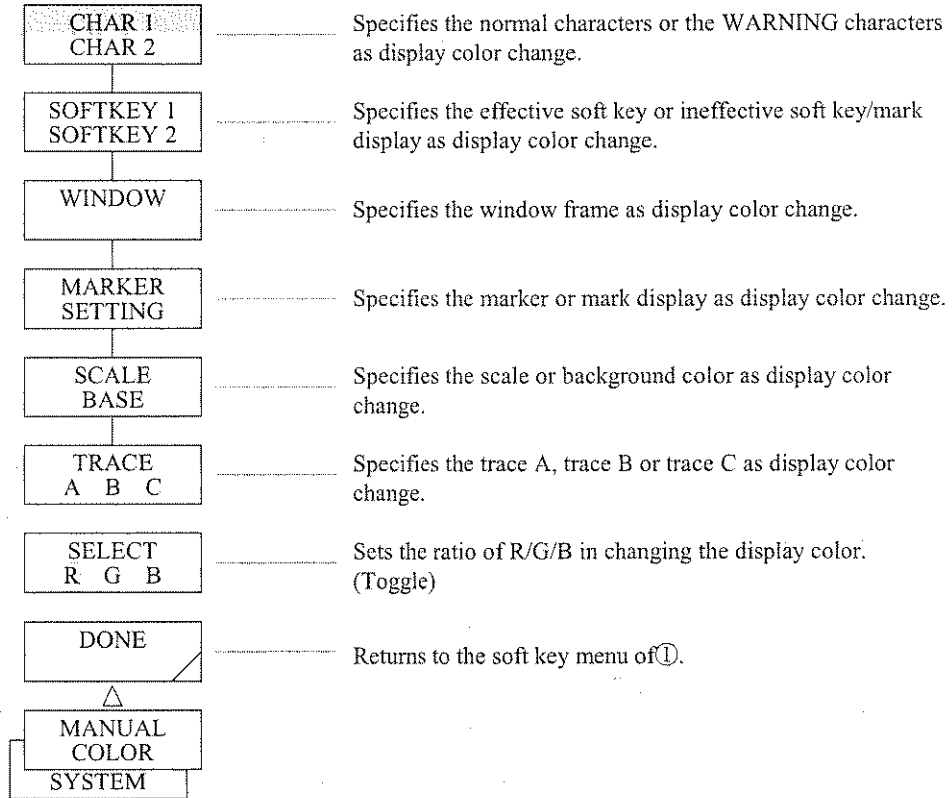 CHAR 1
CHAR 2
Specifies the normal characters or the WARNING characters
as display color change.
SOFTKEY 1
SOFTKEY 2
Specifies the effective soft key or ineffective soft key/mark
display as display color change.
WINDOW
Specifies the window frame as display color change.
MARKER
SETTING
Specifies the marker or mark display as display color change.
SCALE
BASE
Specifies the scale or background color as display color
change.
TRACE
A B C
Specifies the trace A, trace B or trace C as display color
change.
SELECT
R G B
Sets the ratio of R/G/B in changing the display color.
(Toggle)
DONE
Returns to the soft key menu of①.
MANUAL
COLOR
SYSTEM